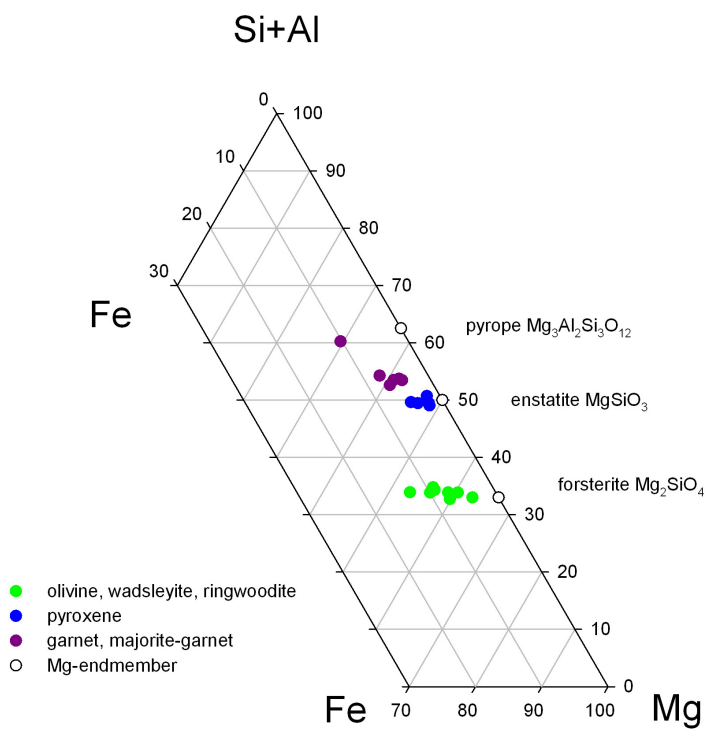 Si+Al
0
100
10
90
20
80
30
70
Fe
pyrope Mg₃Al₂Si₃O₁₂
60
50
enstatite MgSiO₃
40
forsterite Mg₂SiO₄
30
20
olivine, wadsleyite, ringwoodite
pyroxene
10
garnet, majorite-garnet
Mg-endmember
0
Fe
70
80
90
100
Mg